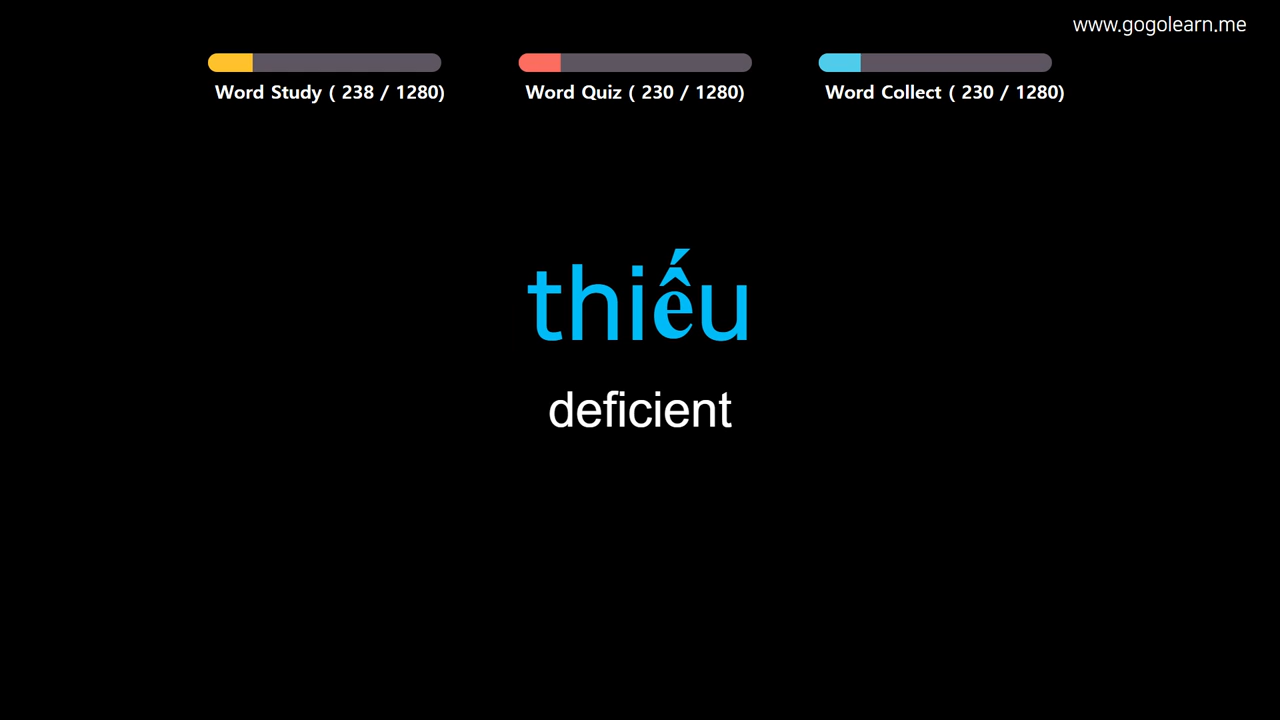 www.gogolearn.me
Word Study ( 238 / 1280)
Word Quiz ( 230 / 1280)
Word Collect ( 230 / 1280)
thiếu
deficient